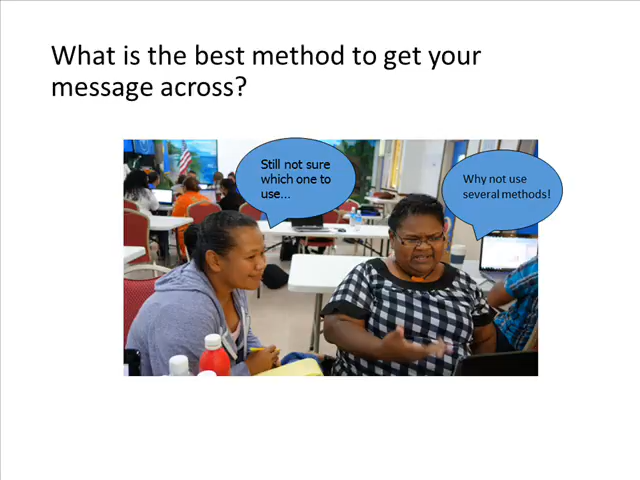 What is the best method to get your
message across?
Still not sure
which one to
use...
Why not use
several methods!